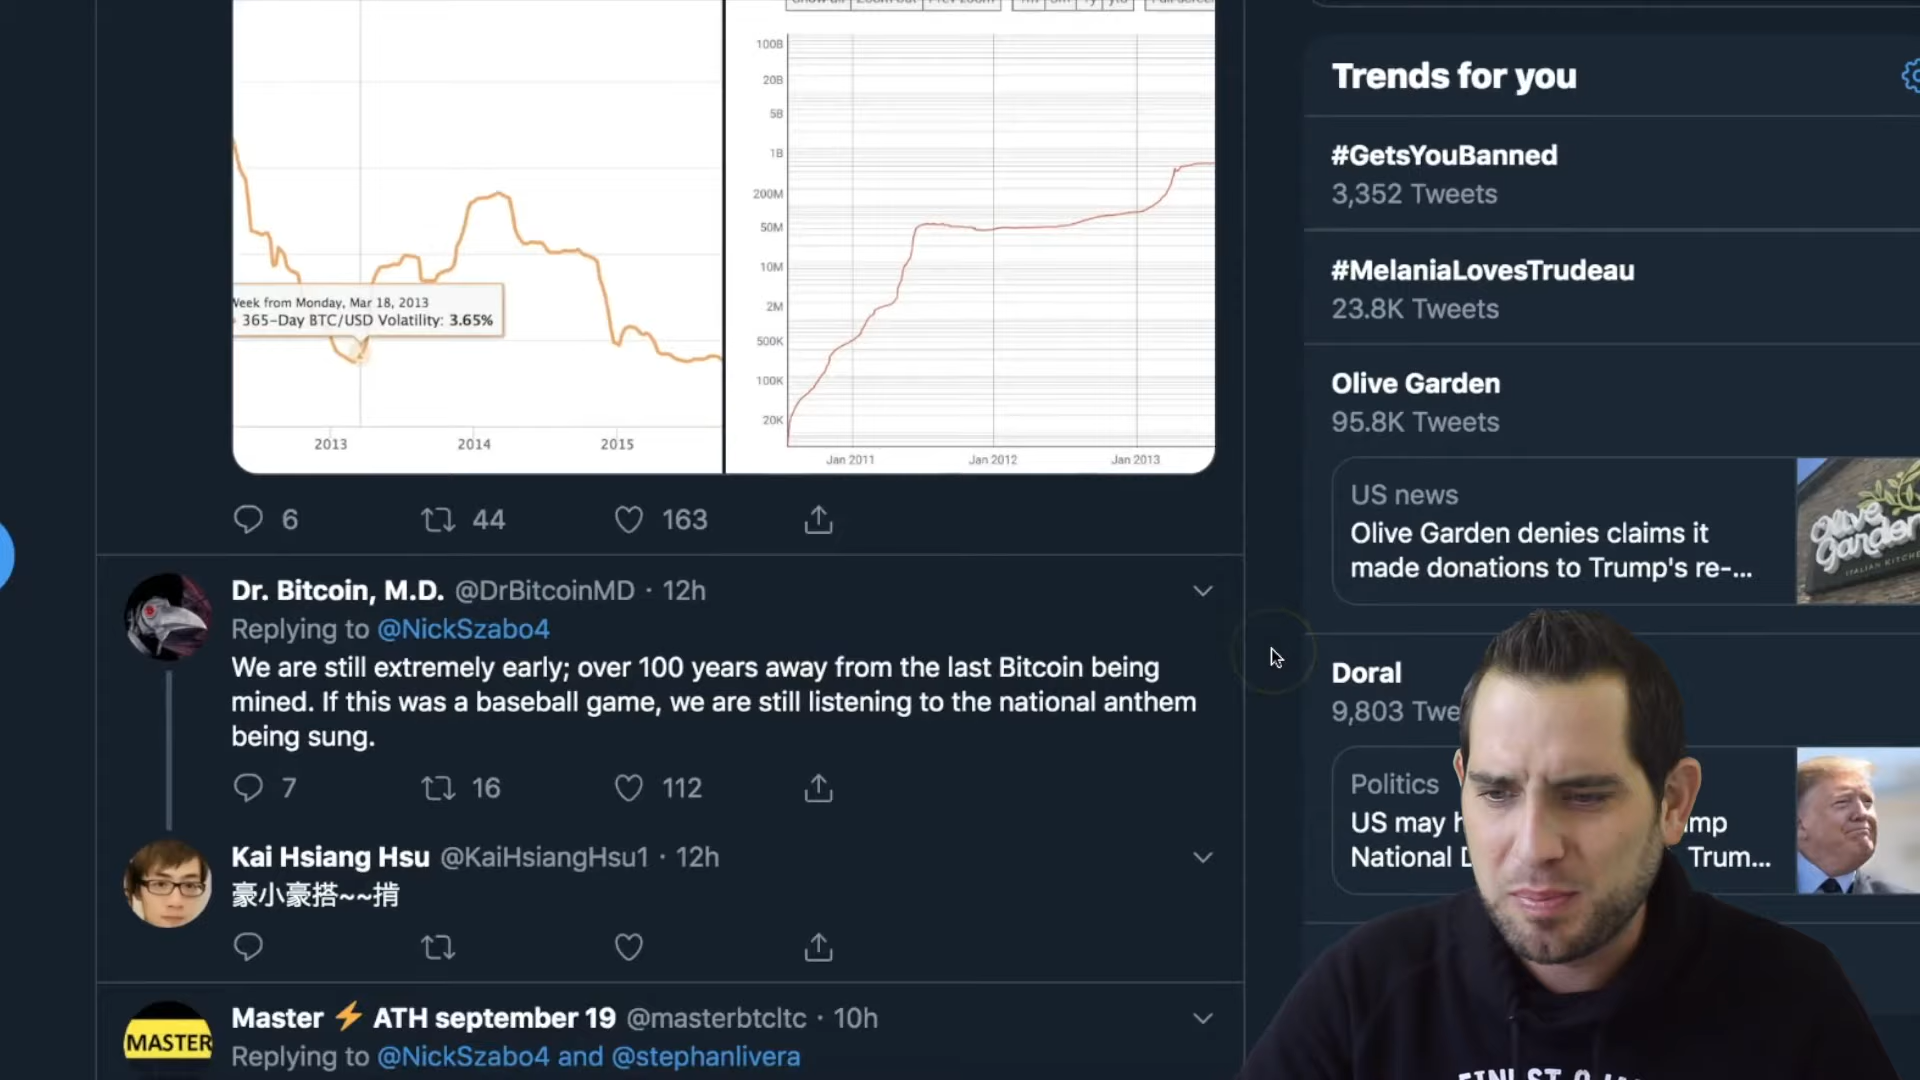 100B
20B
5B
1B
200M
50M
10M
2M
500K
100K
20K
Jan 2011
Jan 2012
Jan 2013
Week from Monday, Mar 18, 2013
365-Day BTC/USD Volatility: 3.65%
2013
2014
2015
6
44
163
Dr. Bitcoin, M.D. @DrBitcoinMD · 12h
Replying to @NickSzabo4
We are still extremely early; over 100 years away from the last Bitcoin being
mined. If this was a baseball game, we are still listening to the national anthem
being sung.
7
16
112
Kai Hsiang Hsu @KaiHsiangHsu1 · 12h
豪小豪搭~~揹
MASTER
Master ⚡ ATH september 19 @masterbtcltc · 10h
Replying to @NickSzabo4 and @stephanlivera
Trends for you
#GetsYouBanned
3,352 Tweets
#MelaniaLovesTrudeau
23.8K Tweets
Olive Garden
95.8K Tweets
US news
Olive Garden denies claims it
made donations to Trump's re-...
Olive
Garden
ITALIAN KITCHEN
Doral
9,803 Twe
Politics
US may
National
Trum...